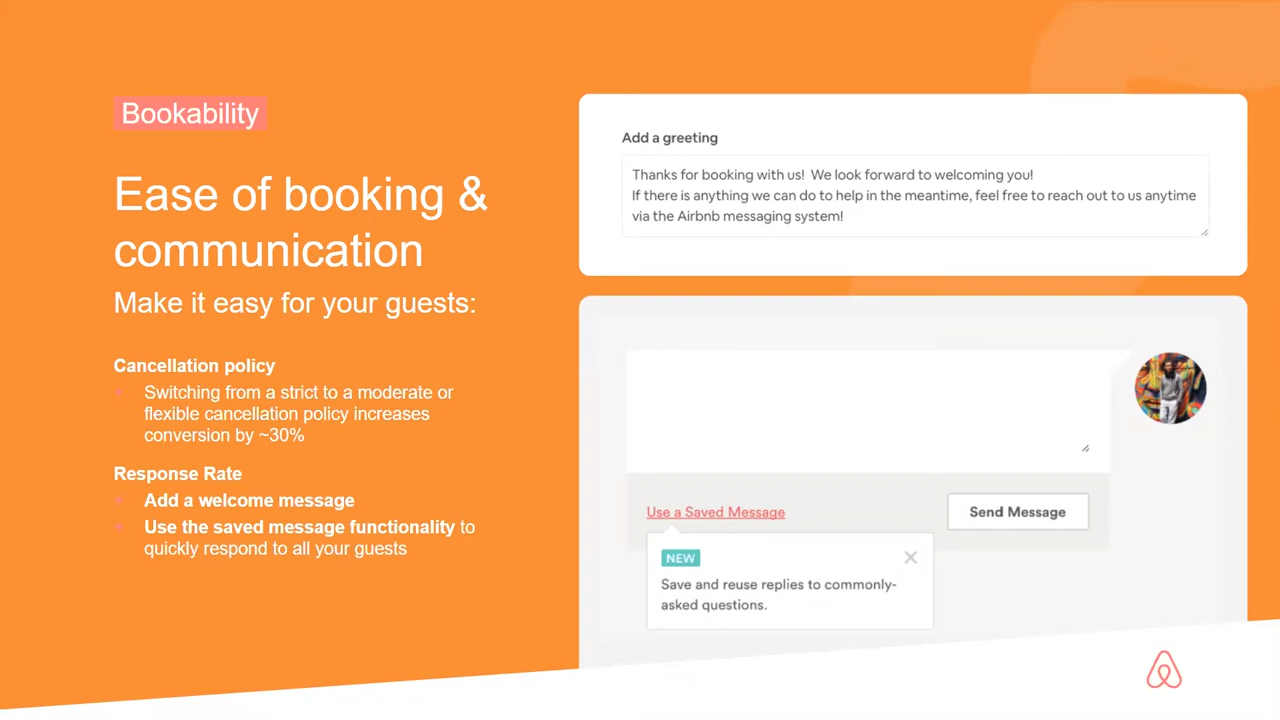 Bookability
Ease of booking &
communication
Make it easy for your guests:
Cancellation policy
Switching from a strict to a moderate or
flexible cancellation policy increases
conversion by ~30%
Response Rate
Add a welcome message
Use the saved message functionality to
quickly respond to all your guests
Add a greeting
Thanks for booking with us! We look forward to welcoming you!
If there is anything we can do to help in the meantime, feel free to reach out to us anytime
via the Airbnb messaging system!
Use a Saved Message
Send Message
NEW
Save and reuse replies to commonly-
asked questions.